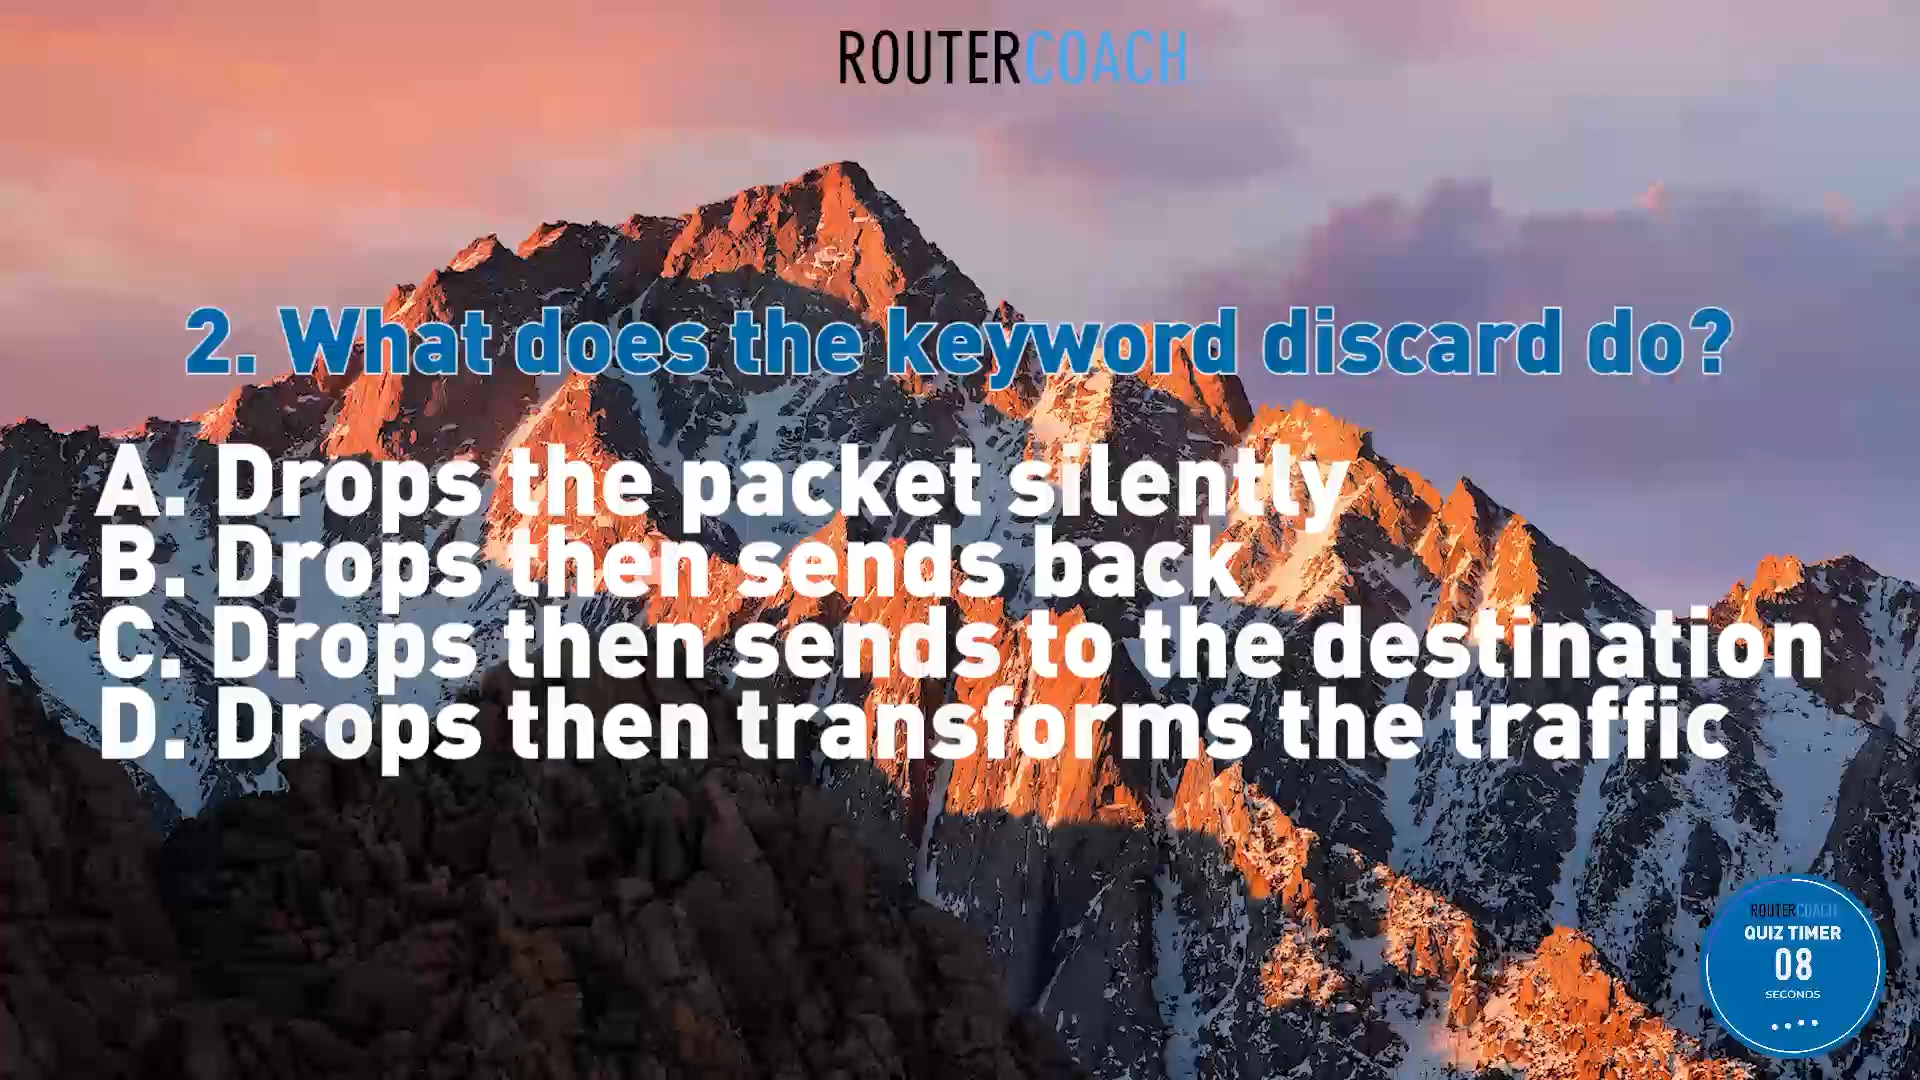 ROUTERCOACH
2. What does the keyword discard do?
A. Drops the packet silently
B. Drops then sends back
C. Drops then sends to the destination
D. Drops then transforms the traffic
ROUTERCOACH
QUIZ TIMER
08
SECONDS